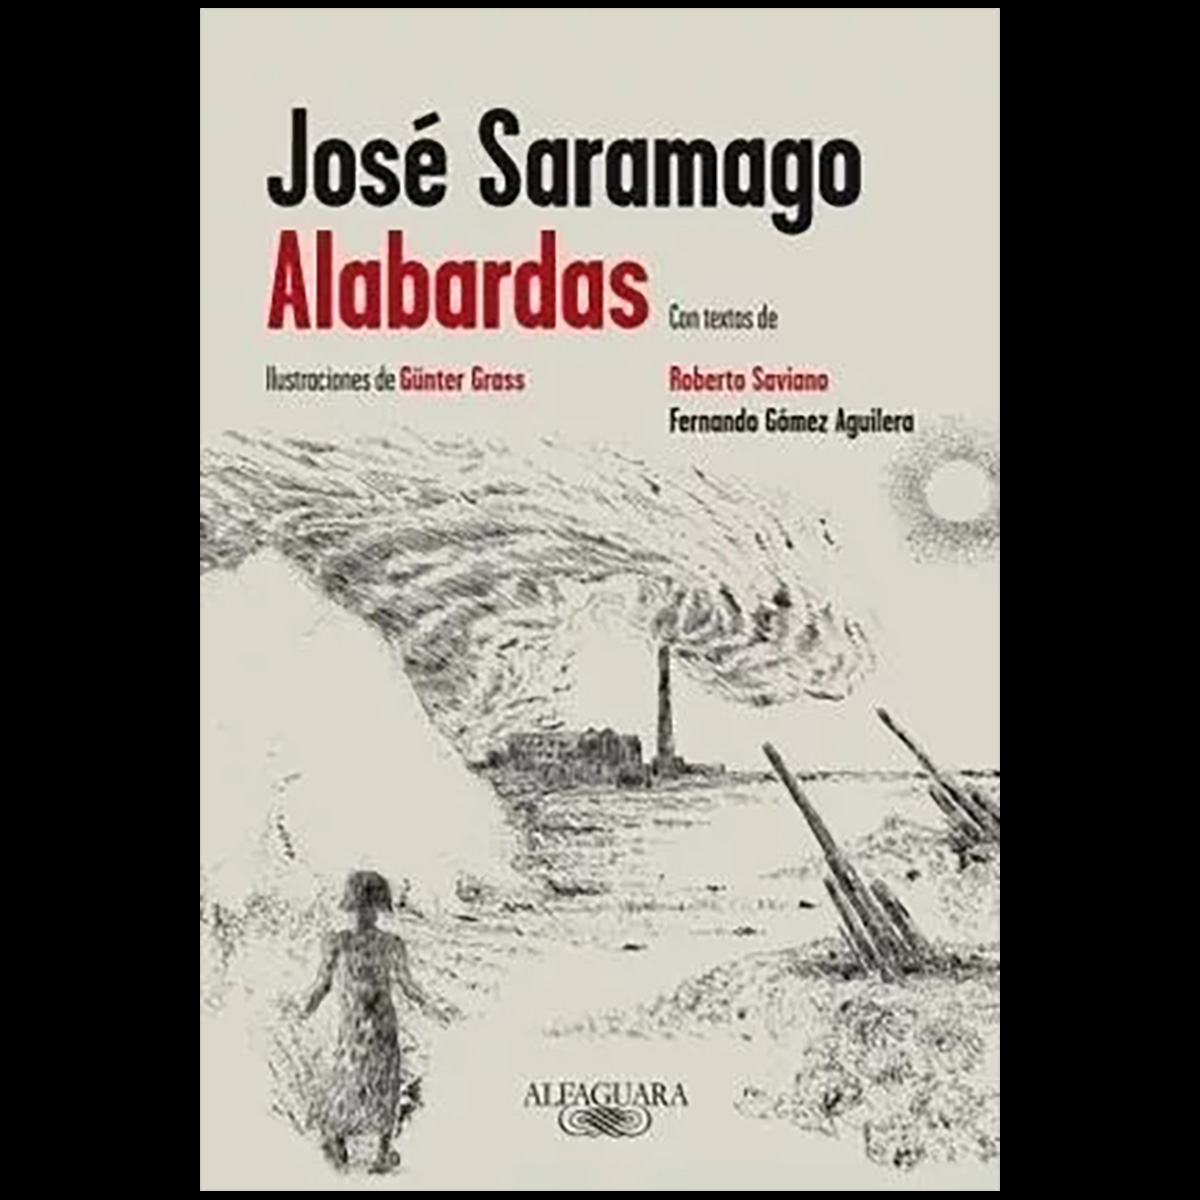 José Saramago
Alabardas
Con textos de
Ilustraciones de Günter Grass
Roberto Saviano
Fernando Gómez Aguilera
ALFAGUARA